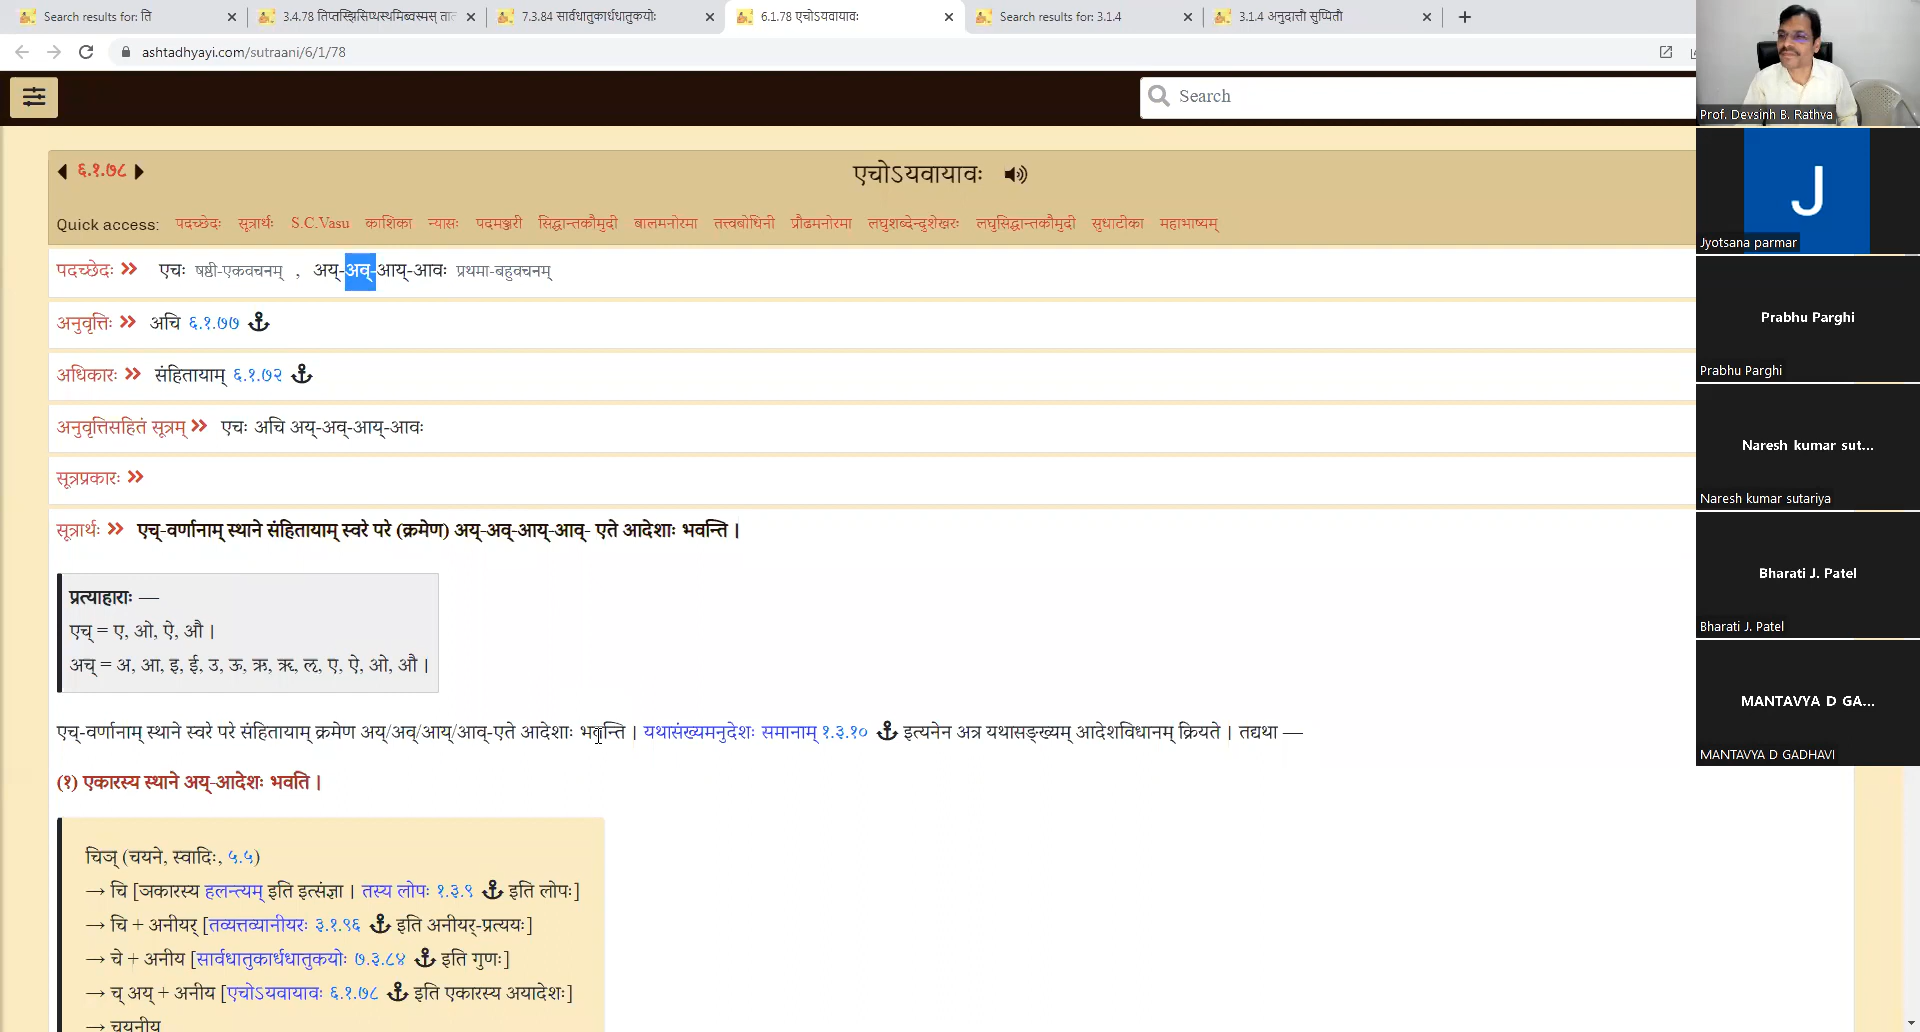 Search results for: ति
3.4.78 तिप्तस्झिसिप्थस्थमिब्वस्मस् तात
7.3.84 सार्वधातुकार्धधातुकयोः
6.1.78 एचोऽयवायावः
Search results for: 3.1.4
3.1.4 अनुदात्तौ सुप्पितौ
ashtadhyayi.com/sutraani/6/1/78
Search
६.१.७८
एचोऽयवायावः
Quick access: पदच्छेदः सूत्रार्थः S.C.Vasu काशिका न्यासः पदमञ्जरी सिद्धान्तकौमुदी बालमनोरमा तत्त्वबोधिनी प्रौढमनोरमा लघुशब्देन्दुशेखरः लघुसिद्धान्तकौमुदी सुधाटीका महाभाष्यम्
पदच्छेदः एचः षष्ठी-एकवचनम् , अय्-अव्-आय्-आवः प्रथमा-बहुवचनम्
अनुवृत्तिः अचि ६.१.७७
अधिकारः संहितायाम् ६.१.७२
अनुवृत्तिसहितं सूत्रम् एचः अचि अय्-अव्-आय्-आवः
सूत्रप्रकारः
सूत्रार्थः एच्-वर्णानाम् स्थाने संहितायाम् स्वरे परे (क्रमेण) अय्-अव्-आय्-आव्- एते आदेशाः भवन्ति ।
प्रत्याहाराः —
एच् = ए, ओ, ऐ, औ ।
अच् = अ, आ, इ, ई, उ, ऊ, ऋ, ॠ, ऌ, ए, ऐ, ओ, औ ।
एच्-वर्णानाम् स्थाने स्वरे परे संहितायाम् क्रमेण अय्/अव्/आय्/आव्-एते आदेशाः भवन्ति । यथासंख्यमनुदेशः समानाम् १.३.१० इत्यनेन अत्र यथासङ्ख्यम् आदेशविधानम् क्रियते । तद्यथा —
(१) एकारस्य स्थाने अय्-आदेशः भवति ।
चिञ् (चयने, स्वादिः, ५.५)
→ चि [ञकारस्य हलन्त्यम् इति इत्संज्ञा । तस्य लोपः १.३.९ इति लोपः]
→ चि + अनीयर् [तव्यत्तव्यानीयरः ३.१.९६ इति अनीयर्-प्रत्ययः]
→ चे + अनीय [सार्वधातुकार्धधातुकयोः ७.३.८४ इति गुणः]
→ च् अय् + अनीय [एचोऽयवायावः ६.१.७८ इति एकारस्य अयादेशः]
→ चयनीय
Prof. Devsinh B. Rathva
J
Jyotsana parmar
Prabhu Parghi
Prabhu Parghi
Naresh kumar sut...
Naresh kumar sutariya
Bharati J. Patel
Bharati J. Patel
MANTAVYA D GA...
MANTAVYA D GADHAVI